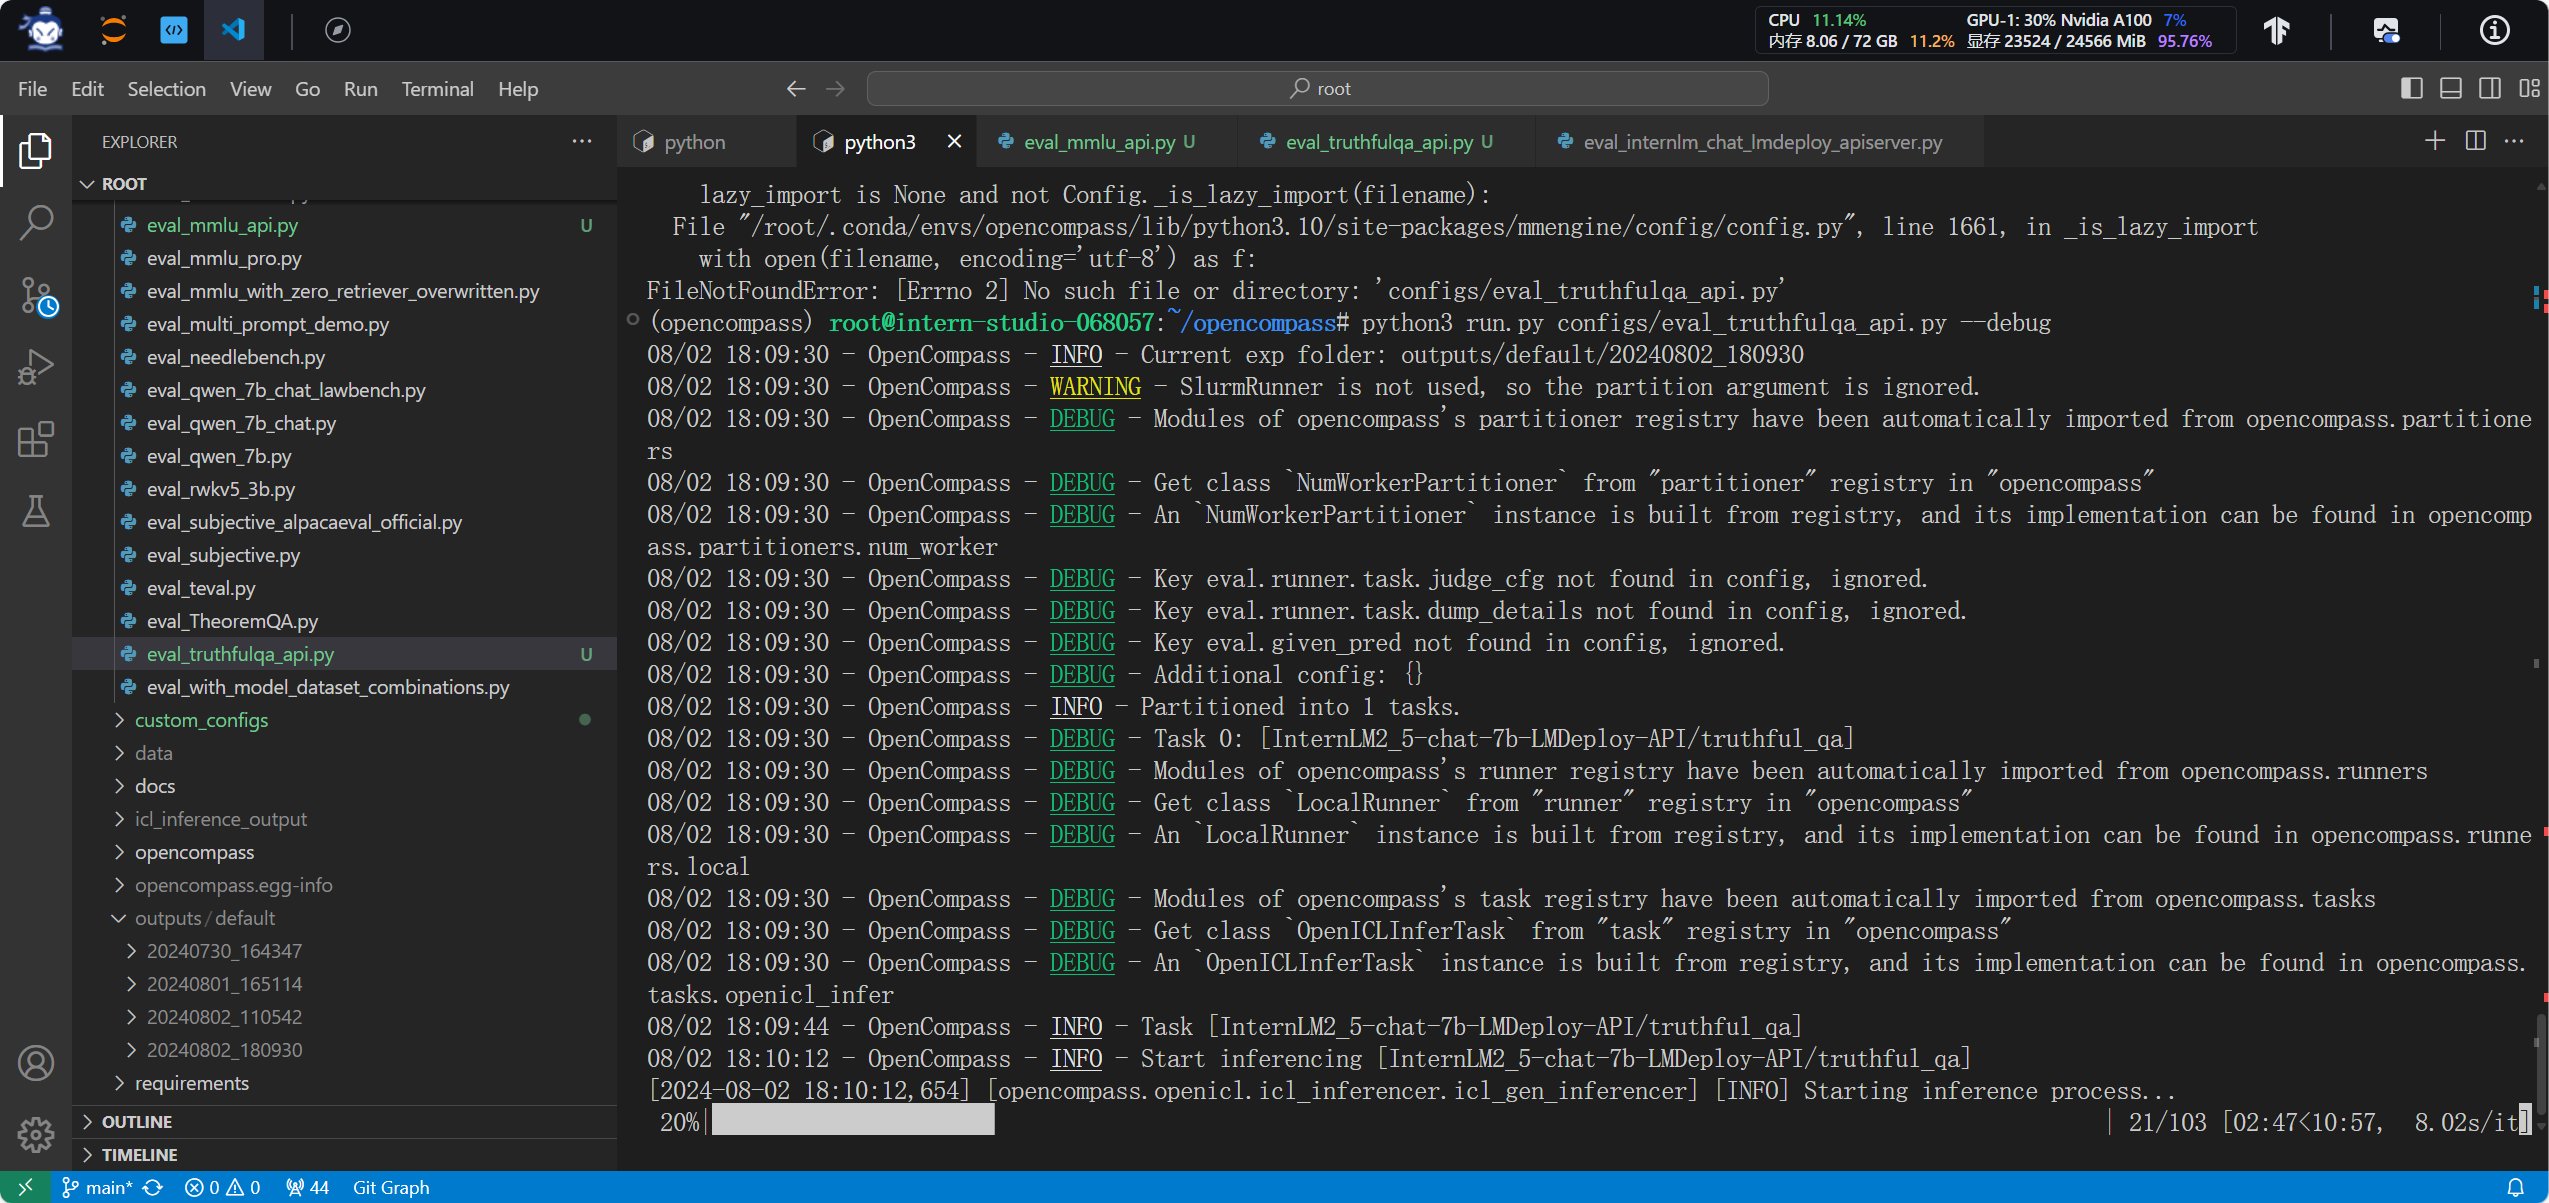 CPU 11.14% GPU-1: 30% Nvidia A100 7%
内存 8.06 / 72 GB 11.2% 显存 23524 / 24566 MiB 95.76%
File Edit Selection View Go Run Terminal Help
root
EXPLORER
python python3 eval_mmlu_api.py U eval_truthfulqa_api.py U eval_internlm_chat_lmdeploy_apiserver.py
ROOT
eval_mmlu_api.py U
eval_mmlu_pro.py
eval_mmlu_with_zero_retriever_overwritten.py
eval_multi_prompt_demo.py
eval_needlebench.py
eval_qwen_7b_chat_lawbench.py
eval_qwen_7b_chat.py
eval_qwen_7b.py
eval_rwkv5_3b.py
eval_subjective_alpacaeval_official.py
eval_subjective.py
eval_teval.py
eval_TheoremQA.py
eval_truthfulqa_api.py U
eval_with_model_dataset_combinations.py
custom_configs
data
docs
icl_inference_output
opencompass
opencompass.egg-info
outputs / default
20240730_164347
20240801_165114
20240802_110542
20240802_180930
requirements
OUTLINE
TIMELINE
lazy_import is None and not Config._is_lazy_import(filename):
File "/root/.conda/envs/opencompass/lib/python3.10/site-packages/mmengine/config/config.py", line 1661, in _is_lazy_import
with open(filename, encoding='utf-8') as f:
FileNotFoundError: [Errno 2] No such file or directory: 'configs/eval_truthfulqa_api.py'
(opencompass) root@intern-studio-068057:~/opencompass# python3 run.py configs/eval_truthfulqa_api.py --debug
08/02 18:09:30 - OpenCompass - INFO - Current exp folder: outputs/default/20240802_180930
08/02 18:09:30 - OpenCompass - WARNING - SlurmRunner is not used, so the partition argument is ignored.
08/02 18:09:30 - OpenCompass - DEBUG - Modules of opencompass's partitioner registry have been automatically imported from opencompass.partitione
rs
08/02 18:09:30 - OpenCompass - DEBUG - Get class `NumWorkerPartitioner` from "partitioner" registry in "opencompass"
08/02 18:09:30 - OpenCompass - DEBUG - An `NumWorkerPartitioner` instance is built from registry, and its implementation can be found in opencomp
ass.partitioners.num_worker
08/02 18:09:30 - OpenCompass - DEBUG - Key eval.runner.task.judge_cfg not found in config, ignored.
08/02 18:09:30 - OpenCompass - DEBUG - Key eval.runner.task.dump_details not found in config, ignored.
08/02 18:09:30 - OpenCompass - DEBUG - Key eval.given_pred not found in config, ignored.
08/02 18:09:30 - OpenCompass - DEBUG - Additional config: {}
08/02 18:09:30 - OpenCompass - INFO - Partitioned into 1 tasks.
08/02 18:09:30 - OpenCompass - DEBUG - Task 0: [InternLM2_5-chat-7b-LMDeploy-API/truthful_qa]
08/02 18:09:30 - OpenCompass - DEBUG - Modules of opencompass's runner registry have been automatically imported from opencompass.runners
08/02 18:09:30 - OpenCompass - DEBUG - Get class `LocalRunner` from "runner" registry in "opencompass"
08/02 18:09:30 - OpenCompass - DEBUG - An `LocalRunner` instance is built from registry, and its implementation can be found in opencompass.runne
rs.local
08/02 18:09:30 - OpenCompass - DEBUG - Modules of opencompass's task registry have been automatically imported from opencompass.tasks
08/02 18:09:30 - OpenCompass - DEBUG - Get class `OpenICLInferTask` from "task" registry in "opencompass"
08/02 18:09:30 - OpenCompass - DEBUG - An `OpenICLInferTask` instance is built from registry, and its implementation can be found in opencompass.
tasks.openicl_infer
08/02 18:09:44 - OpenCompass - INFO - Task [InternLM2_5-chat-7b-LMDeploy-API/truthful_qa]
08/02 18:10:12 - OpenCompass - INFO - Start inferencing [InternLM2_5-chat-7b-LMDeploy-API/truthful_qa]
[2024-08-02 18:10:12,654] [opencompass.openicl.icl_inferencer.icl_gen_inferencer] [INFO] Starting inference process...
20%| | 21/103 [02:47<10:57, 8.02s/it]
main* 0 0 44 Git Graph